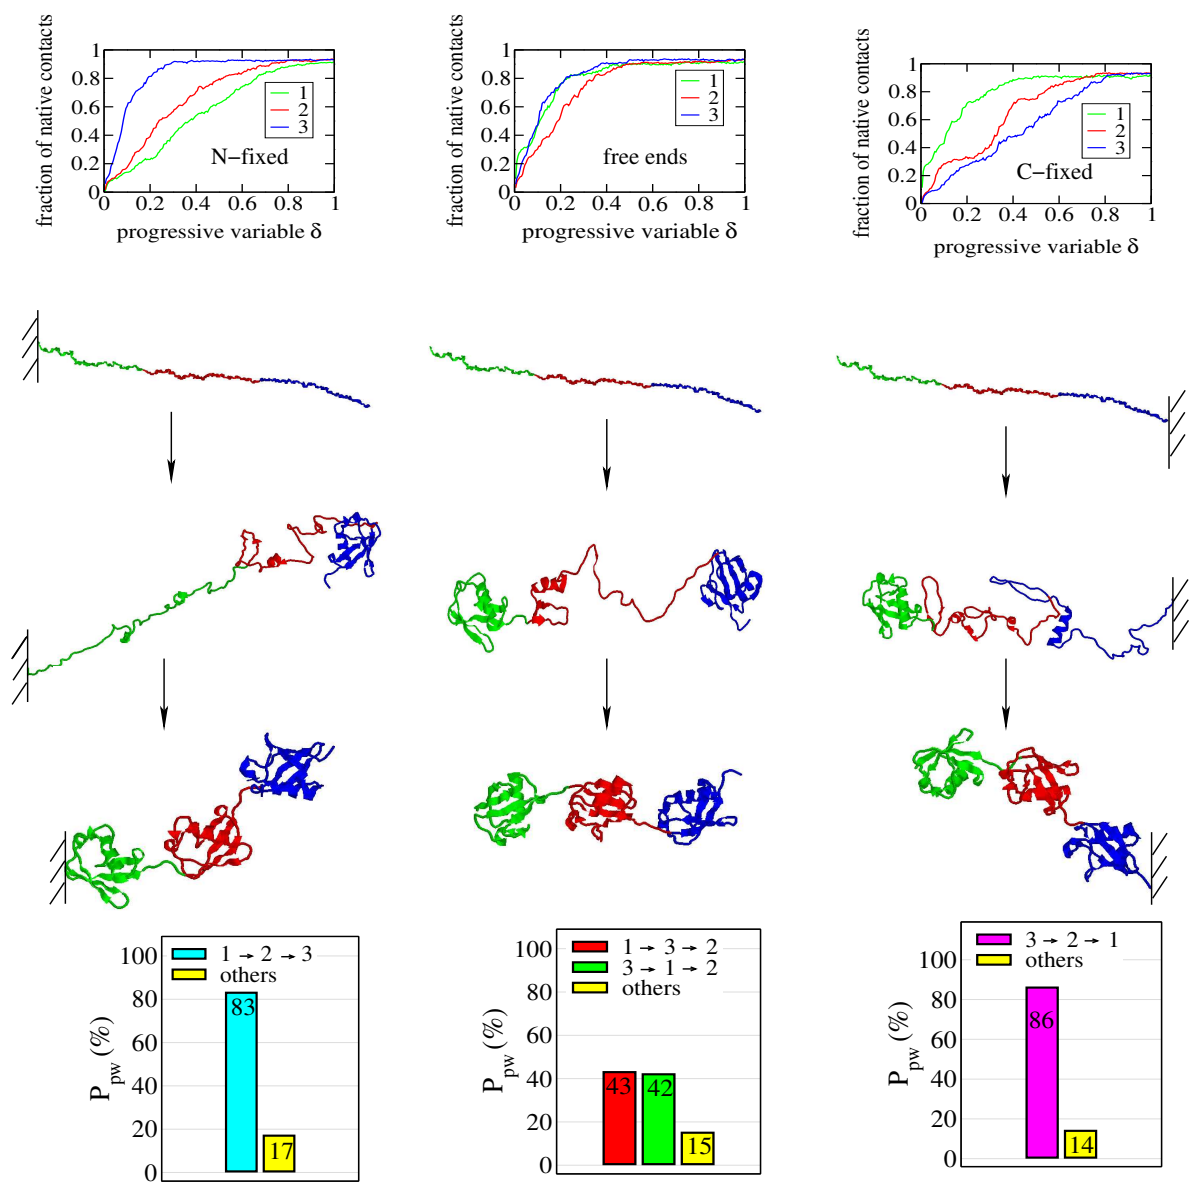 fraction of native contacts
1
0.8
0.6
0.4
0.2
0
0 0.2 0.4 0.6 0.8 1
1
2
3
N−fixed
progressive variable δ
fraction of native contacts
1
0.8
0.6
0.4
0.2
0
0 0.2 0.4 0.6 0.8 1
1
2
3
free ends
progressive variable δ
fraction of native contacts
1
0.8
0.6
0.4
0.2
0
0 0.2 0.4 0.6 0.8 1
1
2
3
C−fixed
progressive variable δ
P_pw (%)
100
80
60
40
20
0
1 → 2 → 3
others
83
17
P_pw (%)
100
80
60
40
20
0
1 → 3 → 2
3 → 1 → 2
others
43
42
15
P_pw (%)
100
80
60
40
20
0
3 → 2 → 1
others
86
14